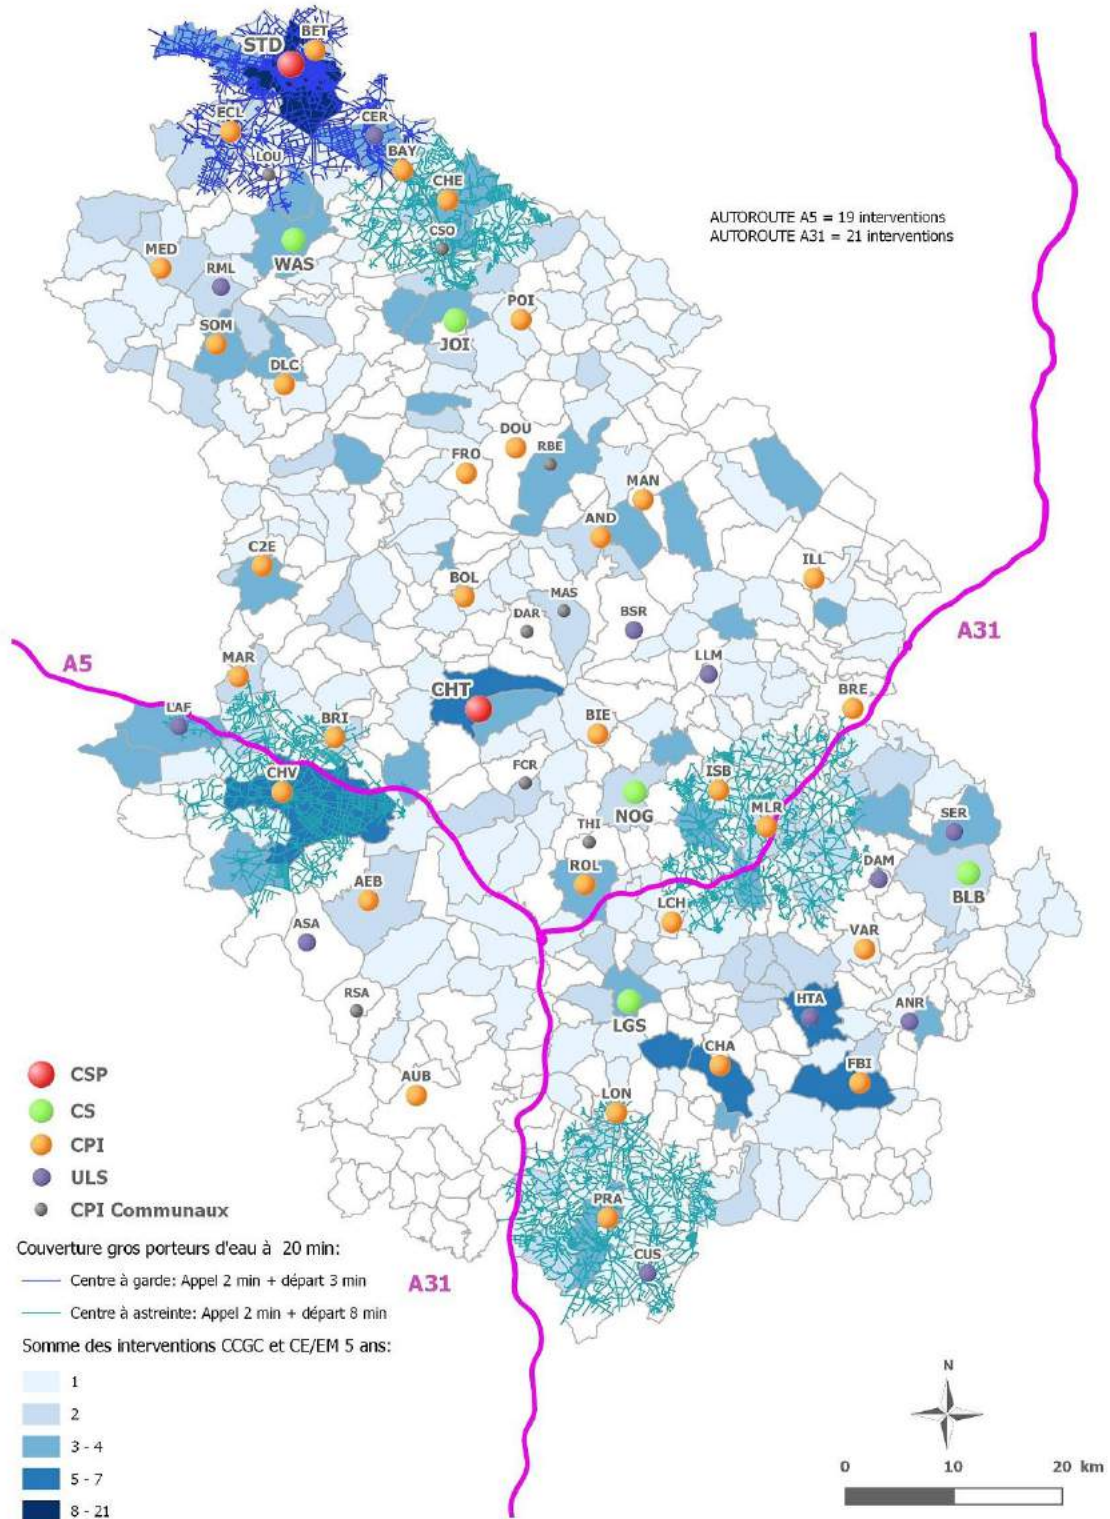 BET
STD
ECL
CER
LOU
BAY
CHE
AUTOROUTE A5 = 19 interventions
AUTOROUTE A31 = 21 interventions
CSO
MED
WAS
RML
POI
SOM
JOI
DLC
DOU
RBE
FRO
MAN
AND
C2E
ILL
BOL
MAS
DAR
BSR
A31
A5
MAR
LLM
CHT
BRE
L'AF
BRI
BIE
FCR
CHV
ISB
NOG
MLR
SER
THI
ROL
DAM
AEB
BLB
LCH
ASA
VAR
RSA
HTA
ANR
LGS
CHA
FBI
CSP
AUB
LON
CS
CPI
ULS
PRA
CPI Communaux
Couverture gros porteurs d'eau à 20 min:
CUS
Centre à garde: Appel 2 min + départ 3 min
A31
Centre à astreinte: Appel 2 min + départ 8 min
Somme des interventions CCGC et CE/EM 5 ans:
N
1
2
3 - 4
0 10 20 km
5 - 7
8 - 21